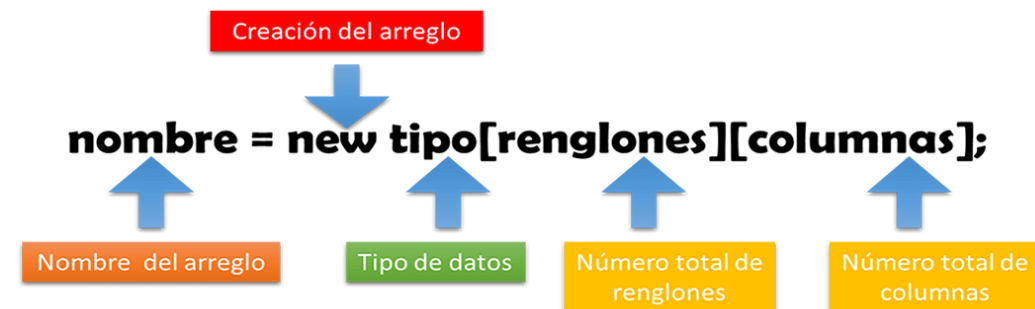 Creación del arreglo
nombre = new tipo[renglones][columnas];
Nombre del arreglo
Tipo de datos
Número total de
renglones
Número total de
columnas